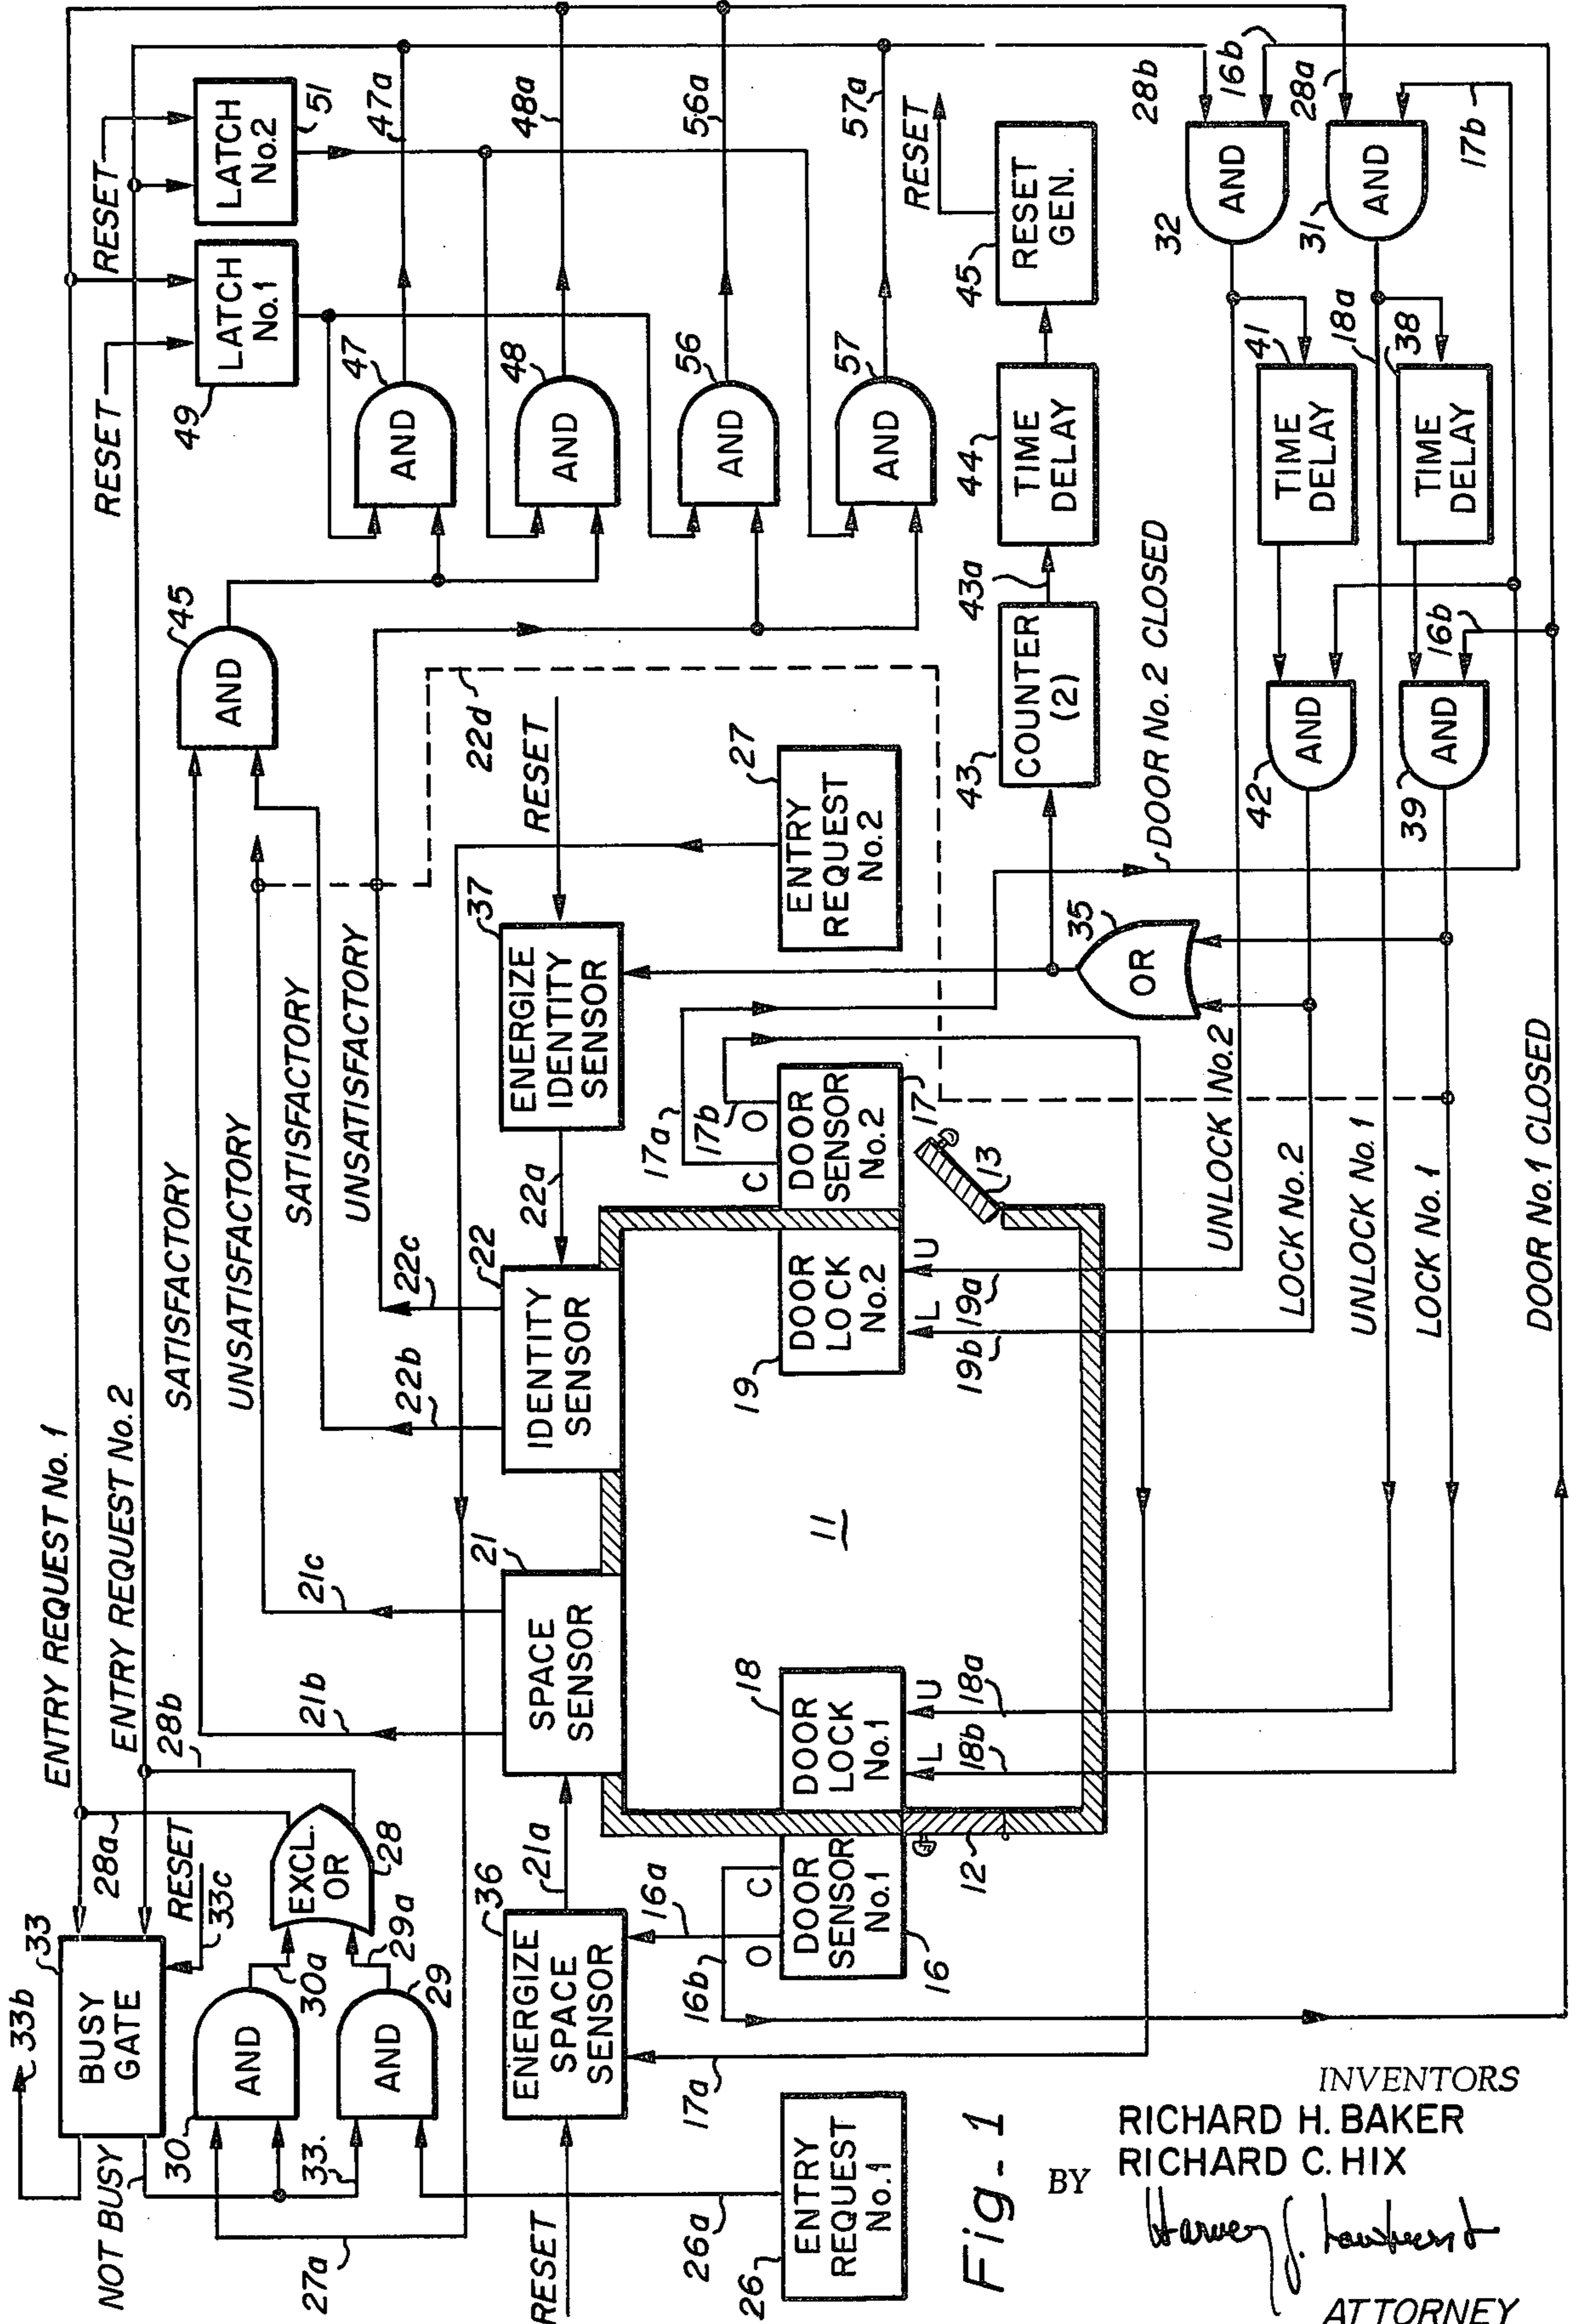 ENTRY REQUEST No. 1
ENTRY REQUEST No. 2
33b
33
BUSY
GATE
NOT BUSY
28a
RESET
33c
28b
EXCL.
OR
28
30
AND
30a
33
AND
29
29a
27a
SATISFACTORY
UNSATISFACTORY
SATISFACTORY
UNSATISFACTORY
21b
21c
22b
22c
RESET
RESET
49
LATCH
No.1
LATCH
No.2
51
AND
45
AND
47
47a
AND
48
48a
AND
56
56a
AND
57
57a
22d
RESET
ENERGIZE
SPACE
SENSOR
36
RESET
21a
SPACE
SENSOR
21
IDENTITY
SENSOR
22
22a
ENERGIZE
IDENTITY
SENSOR
37
ENTRY
REQUEST
No.1
26
26a
ENTRY
REQUEST
No.2
27
17a
16b
16a
O
C
DOOR
SENSOR
No.1
16
DOOR
LOCK
No.1
18
L
U
18b
18a
12
11
DOOR
LOCK
No.2
19
L
U
19b
19a
DOOR
SENSOR
No.2
17
C
O
17a
17b
13
OR
35
43
COUNTER
(2)
43a
44
TIME
DELAY
45
RESET
GEN.
RESET
DOOR No. 2 CLOSED
UNLOCK No.2
LOCK No. 2
UNLOCK No. 1
LOCK No. 1
DOOR No. 1 CLOSED
42
AND
39
AND
16b
TIME
DELAY
41
18a
TIME
DELAY
38
32
AND
28b
16b
31
AND
28a
17b
Fig-1
INVENTORS
RICHARD H. BAKER
RICHARD C. HIX
BY
ATTORNEY